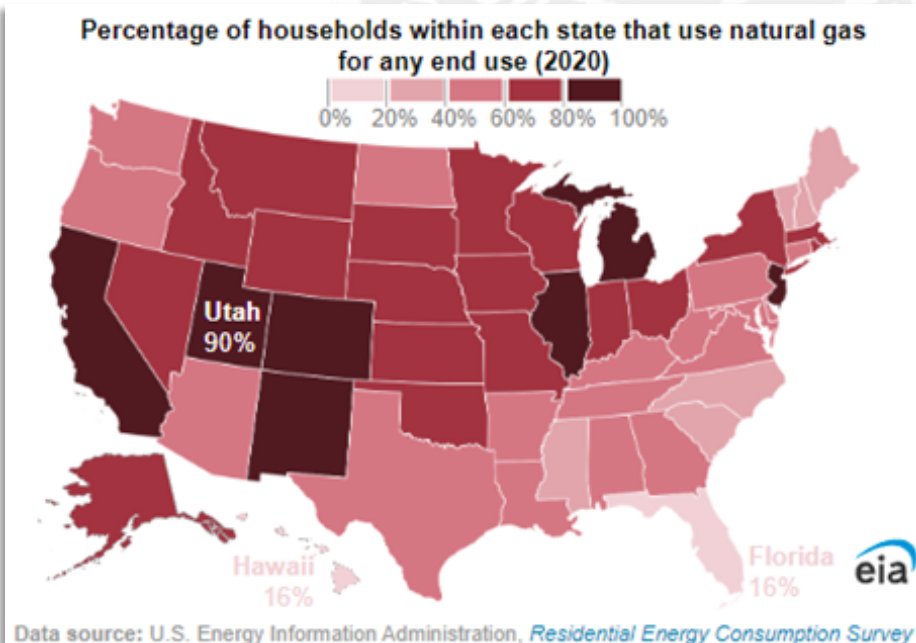 Percentage of households within each state that use natural gas
for any end use (2020)
0% 20% 40% 60% 80% 100%
Utah
90%
Hawaii
16%
Florida
16%
eia
Data source: U.S. Energy Information Administration, Residential Energy Consumption Survey